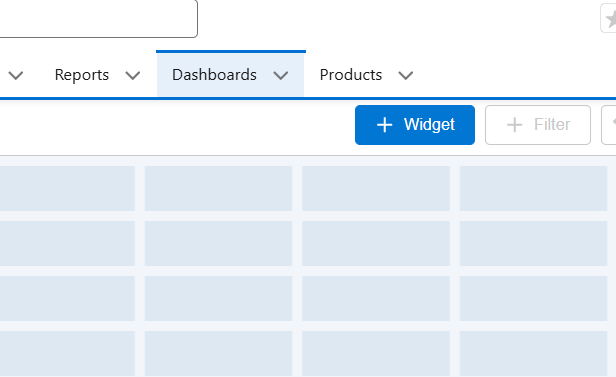 Reports Dashboards Products
+ Widget + Filter